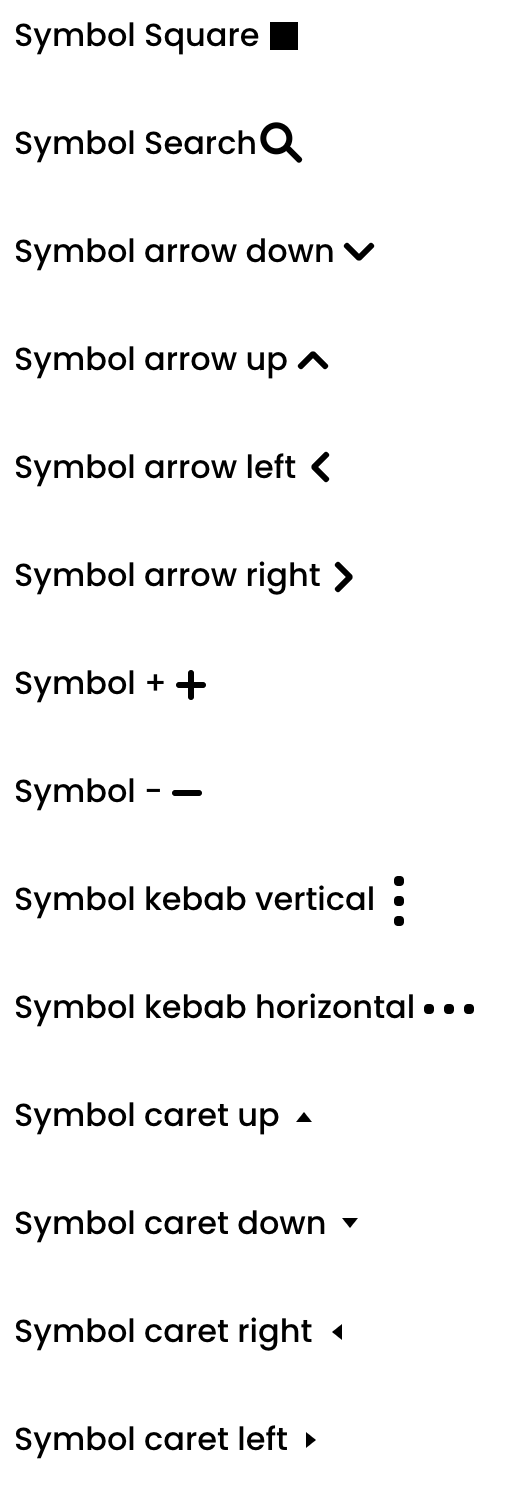 Symbol Square
Symbol Search
Symbol arrow down
Symbol arrow up
Symbol arrow left
Symbol arrow right
Symbol +
Symbol -
Symbol kebab vertical
Symbol kebab horizontal
Symbol caret up
Symbol caret down
Symbol caret right
Symbol caret left